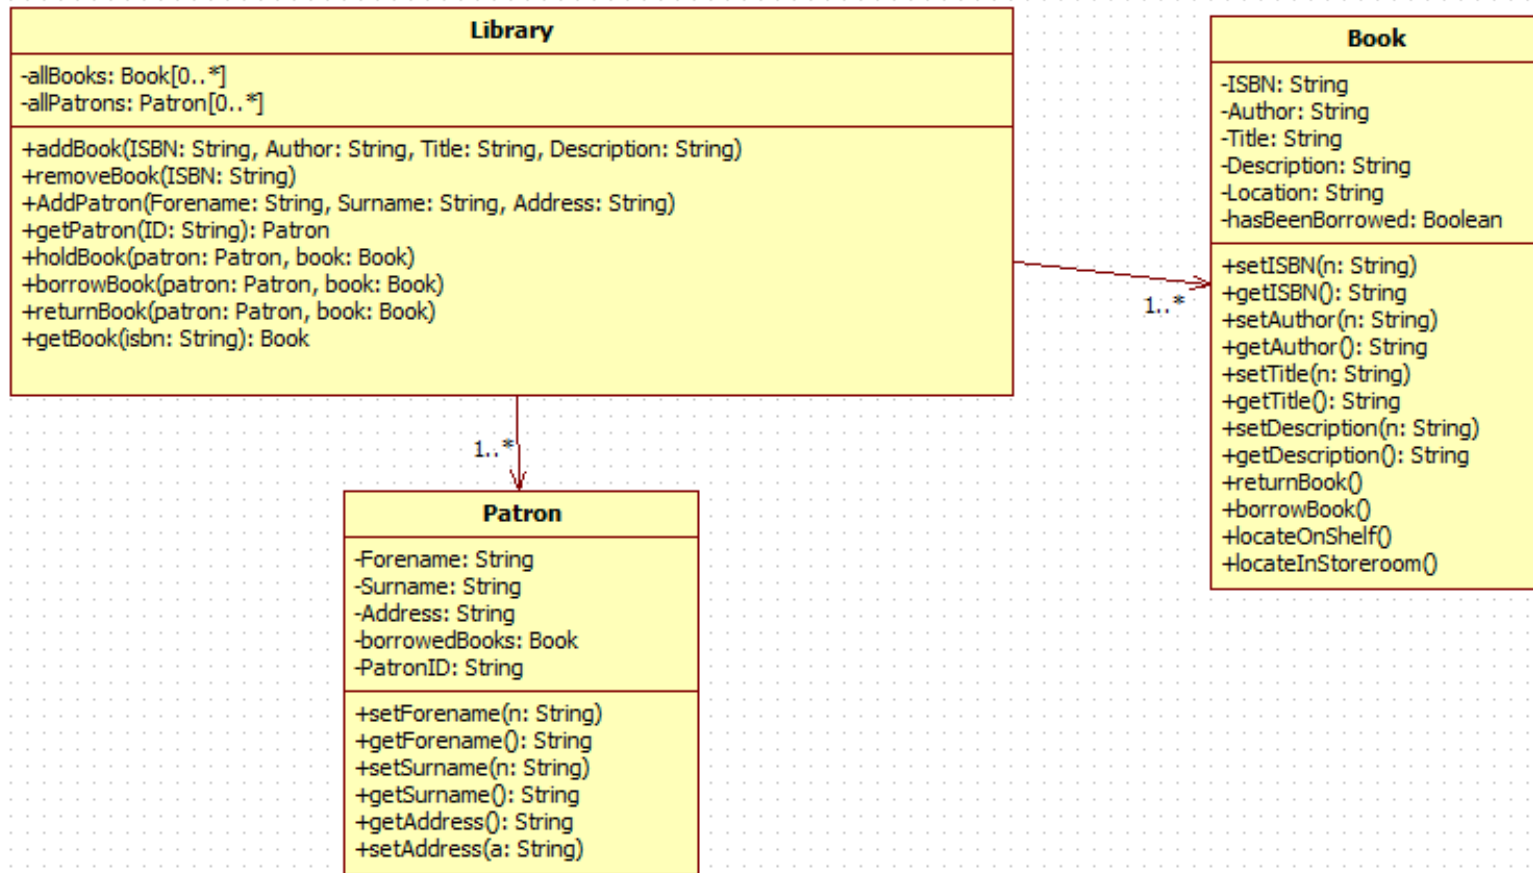 Library
-allBooks: Book[0..*]
-allPatrons: Patron[0..*]
+addBook(ISBN: String, Author: String, Title: String, Description: String)
+removeBook(ISBN: String)
+AddPatron(Forename: String, Surname: String, Address: String)
+getPatron(ID: String): Patron
+holdBook(patron: Patron, book: Book)
+borrowBook(patron: Patron, book: Book)
+returnBook(patron: Patron, book: Book)
+getBook(isbn: String): Book
1..*
Book
-ISBN: String
-Author: String
-Title: String
-Description: String
-Location: String
-hasBeenBorrowed: Boolean
+setISBN(n: String)
+getISBN(): String
+setAuthor(n: String)
+getAuthor(): String
+setTitle(n: String)
+getTitle(): String
+setDescription(n: String)
+getDescription(): String
+returnBook()
+borrowBook()
+locateOnShelf()
+locateInStoreroom()
1..*
Patron
-Forename: String
-Surname: String
-Address: String
-borrowedBooks: Book
-PatronID: String
+setForename(n: String)
+getForename(): String
+setSurname(n: String)
+getSurname(): String
+getAddress(): String
+setAddress(a: String)